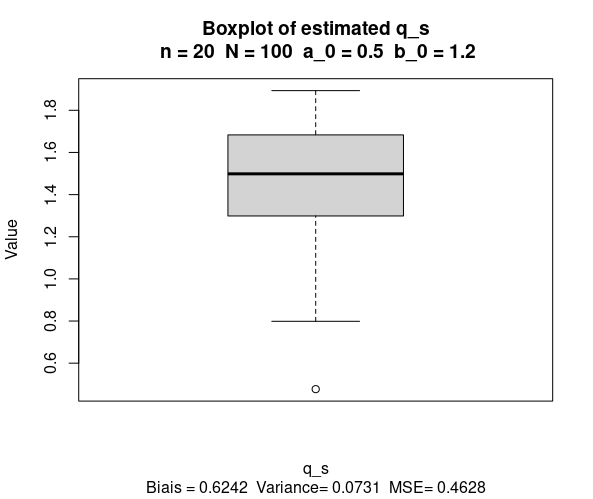 Boxplot of estimated q_s
n = 20 N = 100 a_0 = 0.5 b_0 = 1.2
1.8
1.6
1.4
1.2
1.0
0.8
0.6
Value
q_s
Biais = 0.6242 Variance= 0.0731 MSE= 0.4628